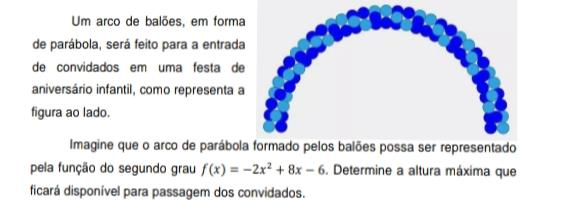 Um arco de balões, em forma
de parábola, será feito para a entrada
de convidados em uma festa de
aniversário infantil, como representa a
figura ao lado.
Imagine que o arco de parábola formado pelos balões possa ser representado
pela função do segundo grau f(x) = −2x² + 8x − 6. Determine a altura máxima que
ficará disponível para passagem dos convidados.